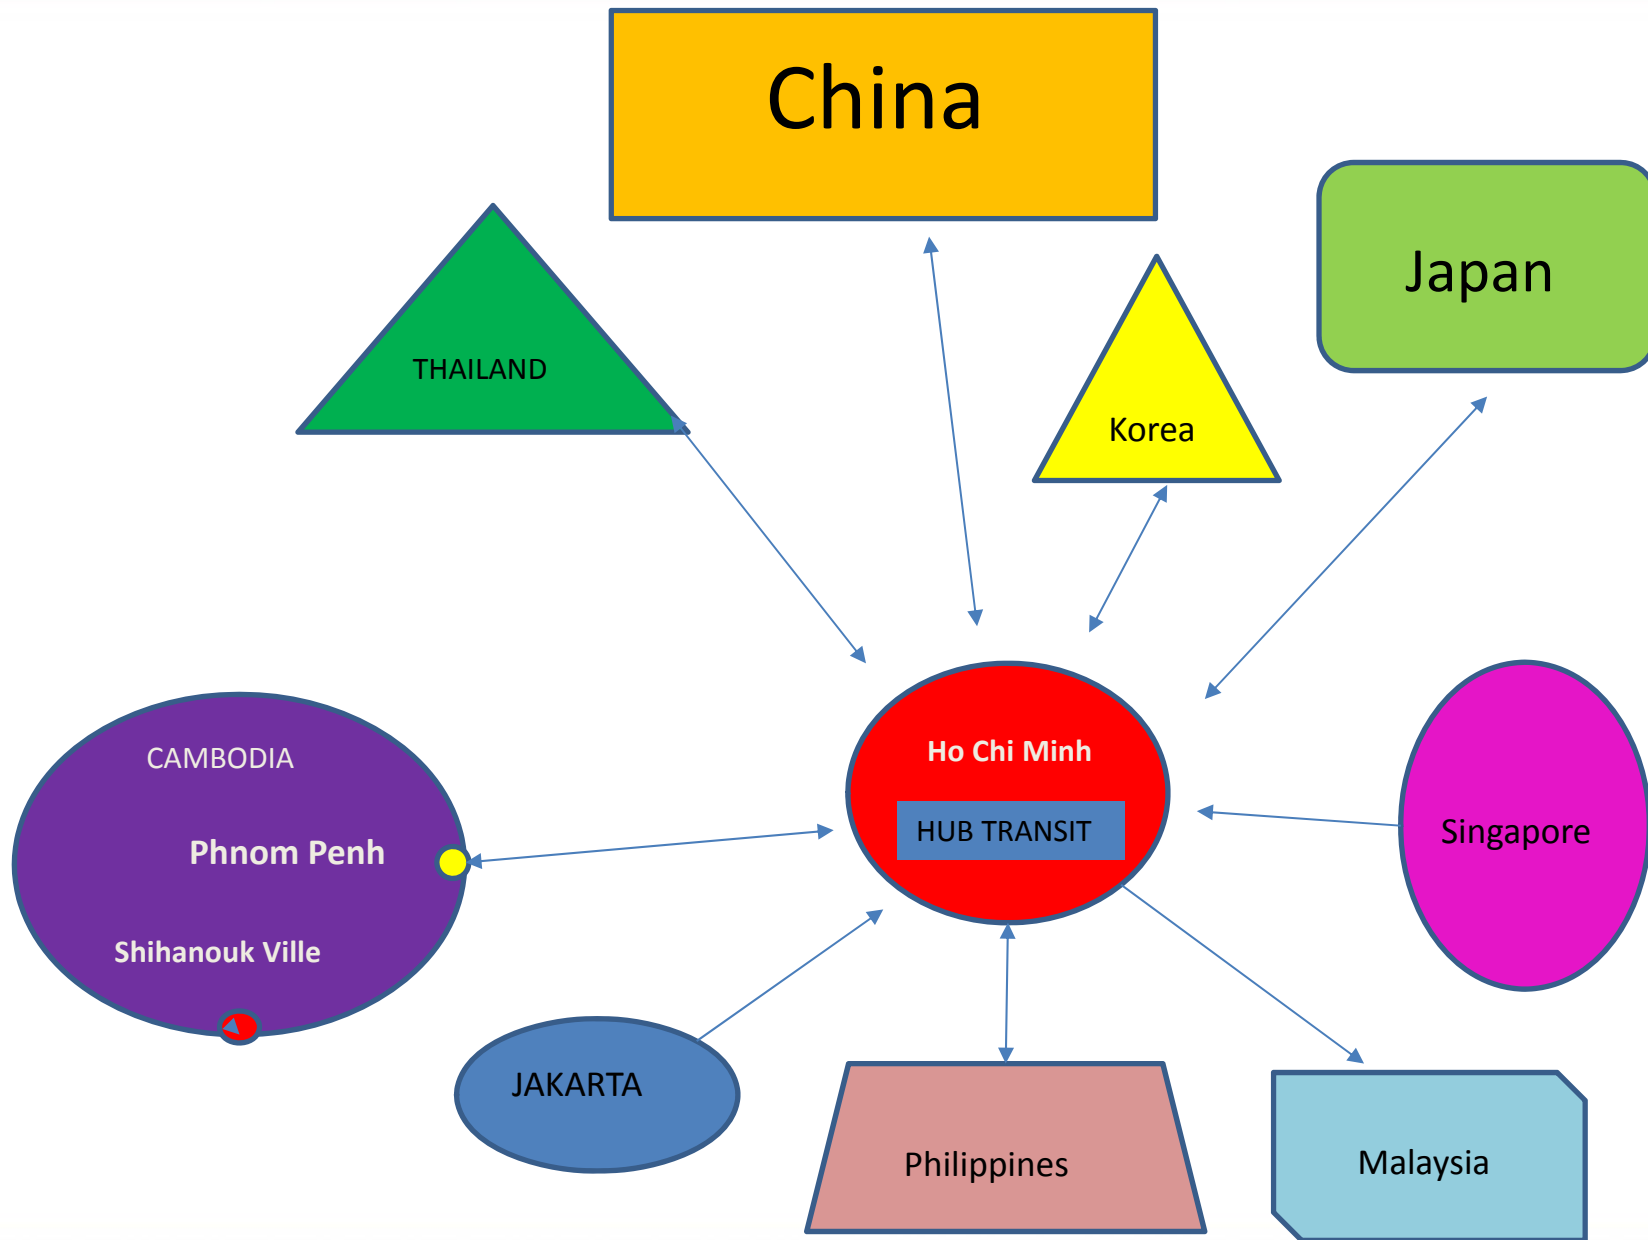 China
Japan
THAILAND
Korea
Ho Chi Minh
HUB TRANSIT
CAMBODIA
Phnom Penh
Shihanouk Ville
Singapore
JAKARTA
Philippines
Malaysia